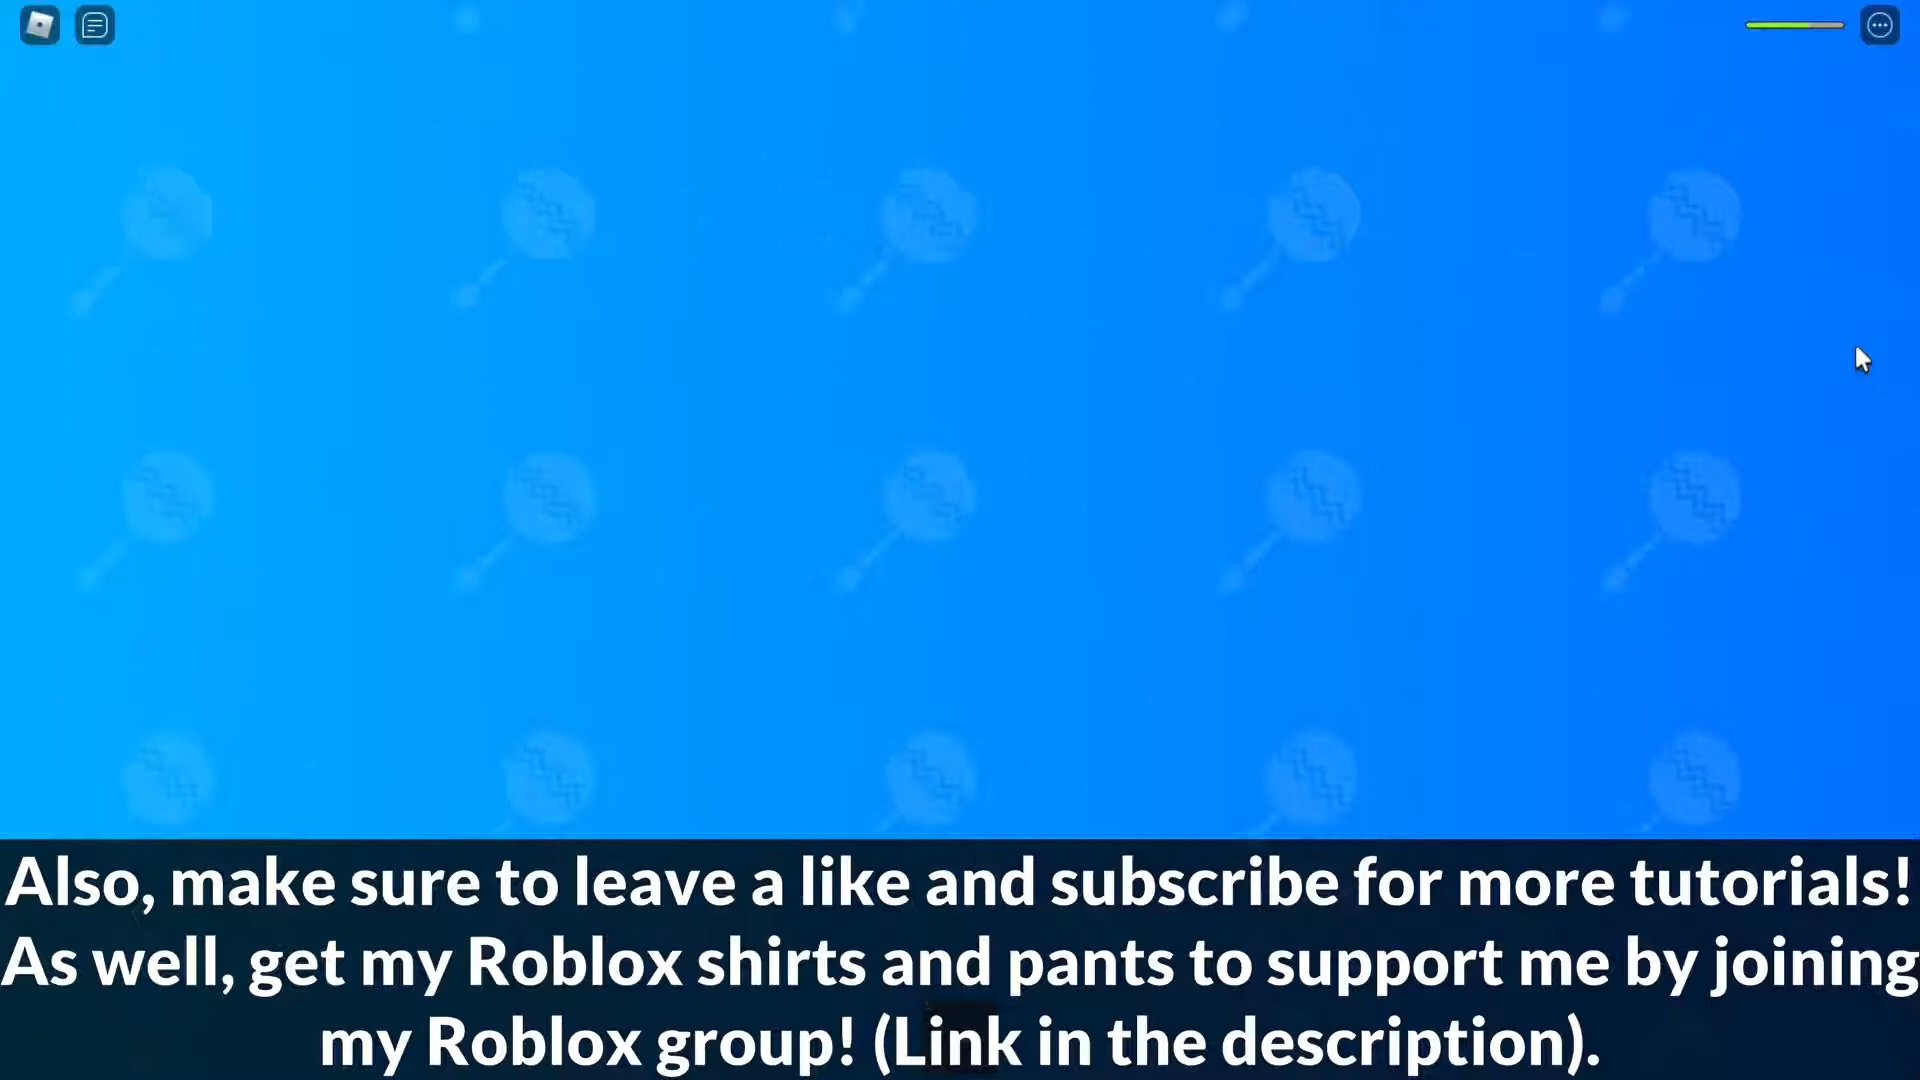 Also, make sure to leave a like and subscribe for more tutorials!
As well, get my Roblox shirts and pants to support me by joining
my Roblox group! (Link in the description).